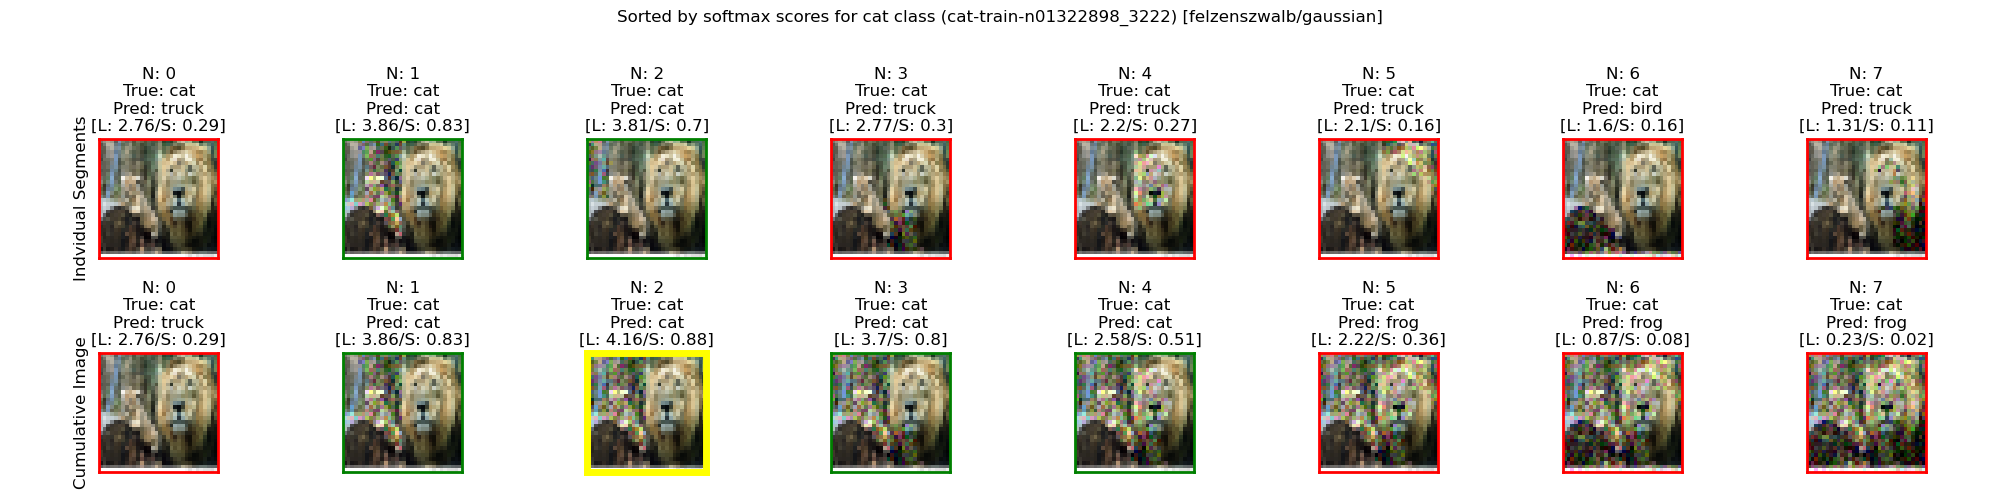 Sorted by softmax scores for cat class (cat-train-n01322898_3222) [felzenszwalb/gaussian]
Individual Segments
N: 0
True: cat
Pred: truck
[L: 2.76/S: 0.29]
N: 1
True: cat
Pred: cat
[L: 3.86/S: 0.83]
N: 2
True: cat
Pred: cat
[L: 3.81/S: 0.7]
N: 3
True: cat
Pred: truck
[L: 2.77/S: 0.3]
N: 4
True: cat
Pred: truck
[L: 2.2/S: 0.27]
N: 5
True: cat
Pred: truck
[L: 2.1/S: 0.16]
N: 6
True: cat
Pred: bird
[L: 1.6/S: 0.16]
N: 7
True: cat
Pred: truck
[L: 1.31/S: 0.11]
Cumulative Image
N: 0
True: cat
Pred: truck
[L: 2.76/S: 0.29]
N: 1
True: cat
Pred: cat
[L: 3.86/S: 0.83]
N: 2
True: cat
Pred: cat
[L: 4.16/S: 0.88]
N: 3
True: cat
Pred: cat
[L: 3.7/S: 0.8]
N: 4
True: cat
Pred: cat
[L: 2.58/S: 0.51]
N: 5
True: cat
Pred: frog
[L: 2.22/S: 0.36]
N: 6
True: cat
Pred: frog
[L: 0.87/S: 0.08]
N: 7
True: cat
Pred: frog
[L: 0.23/S: 0.02]